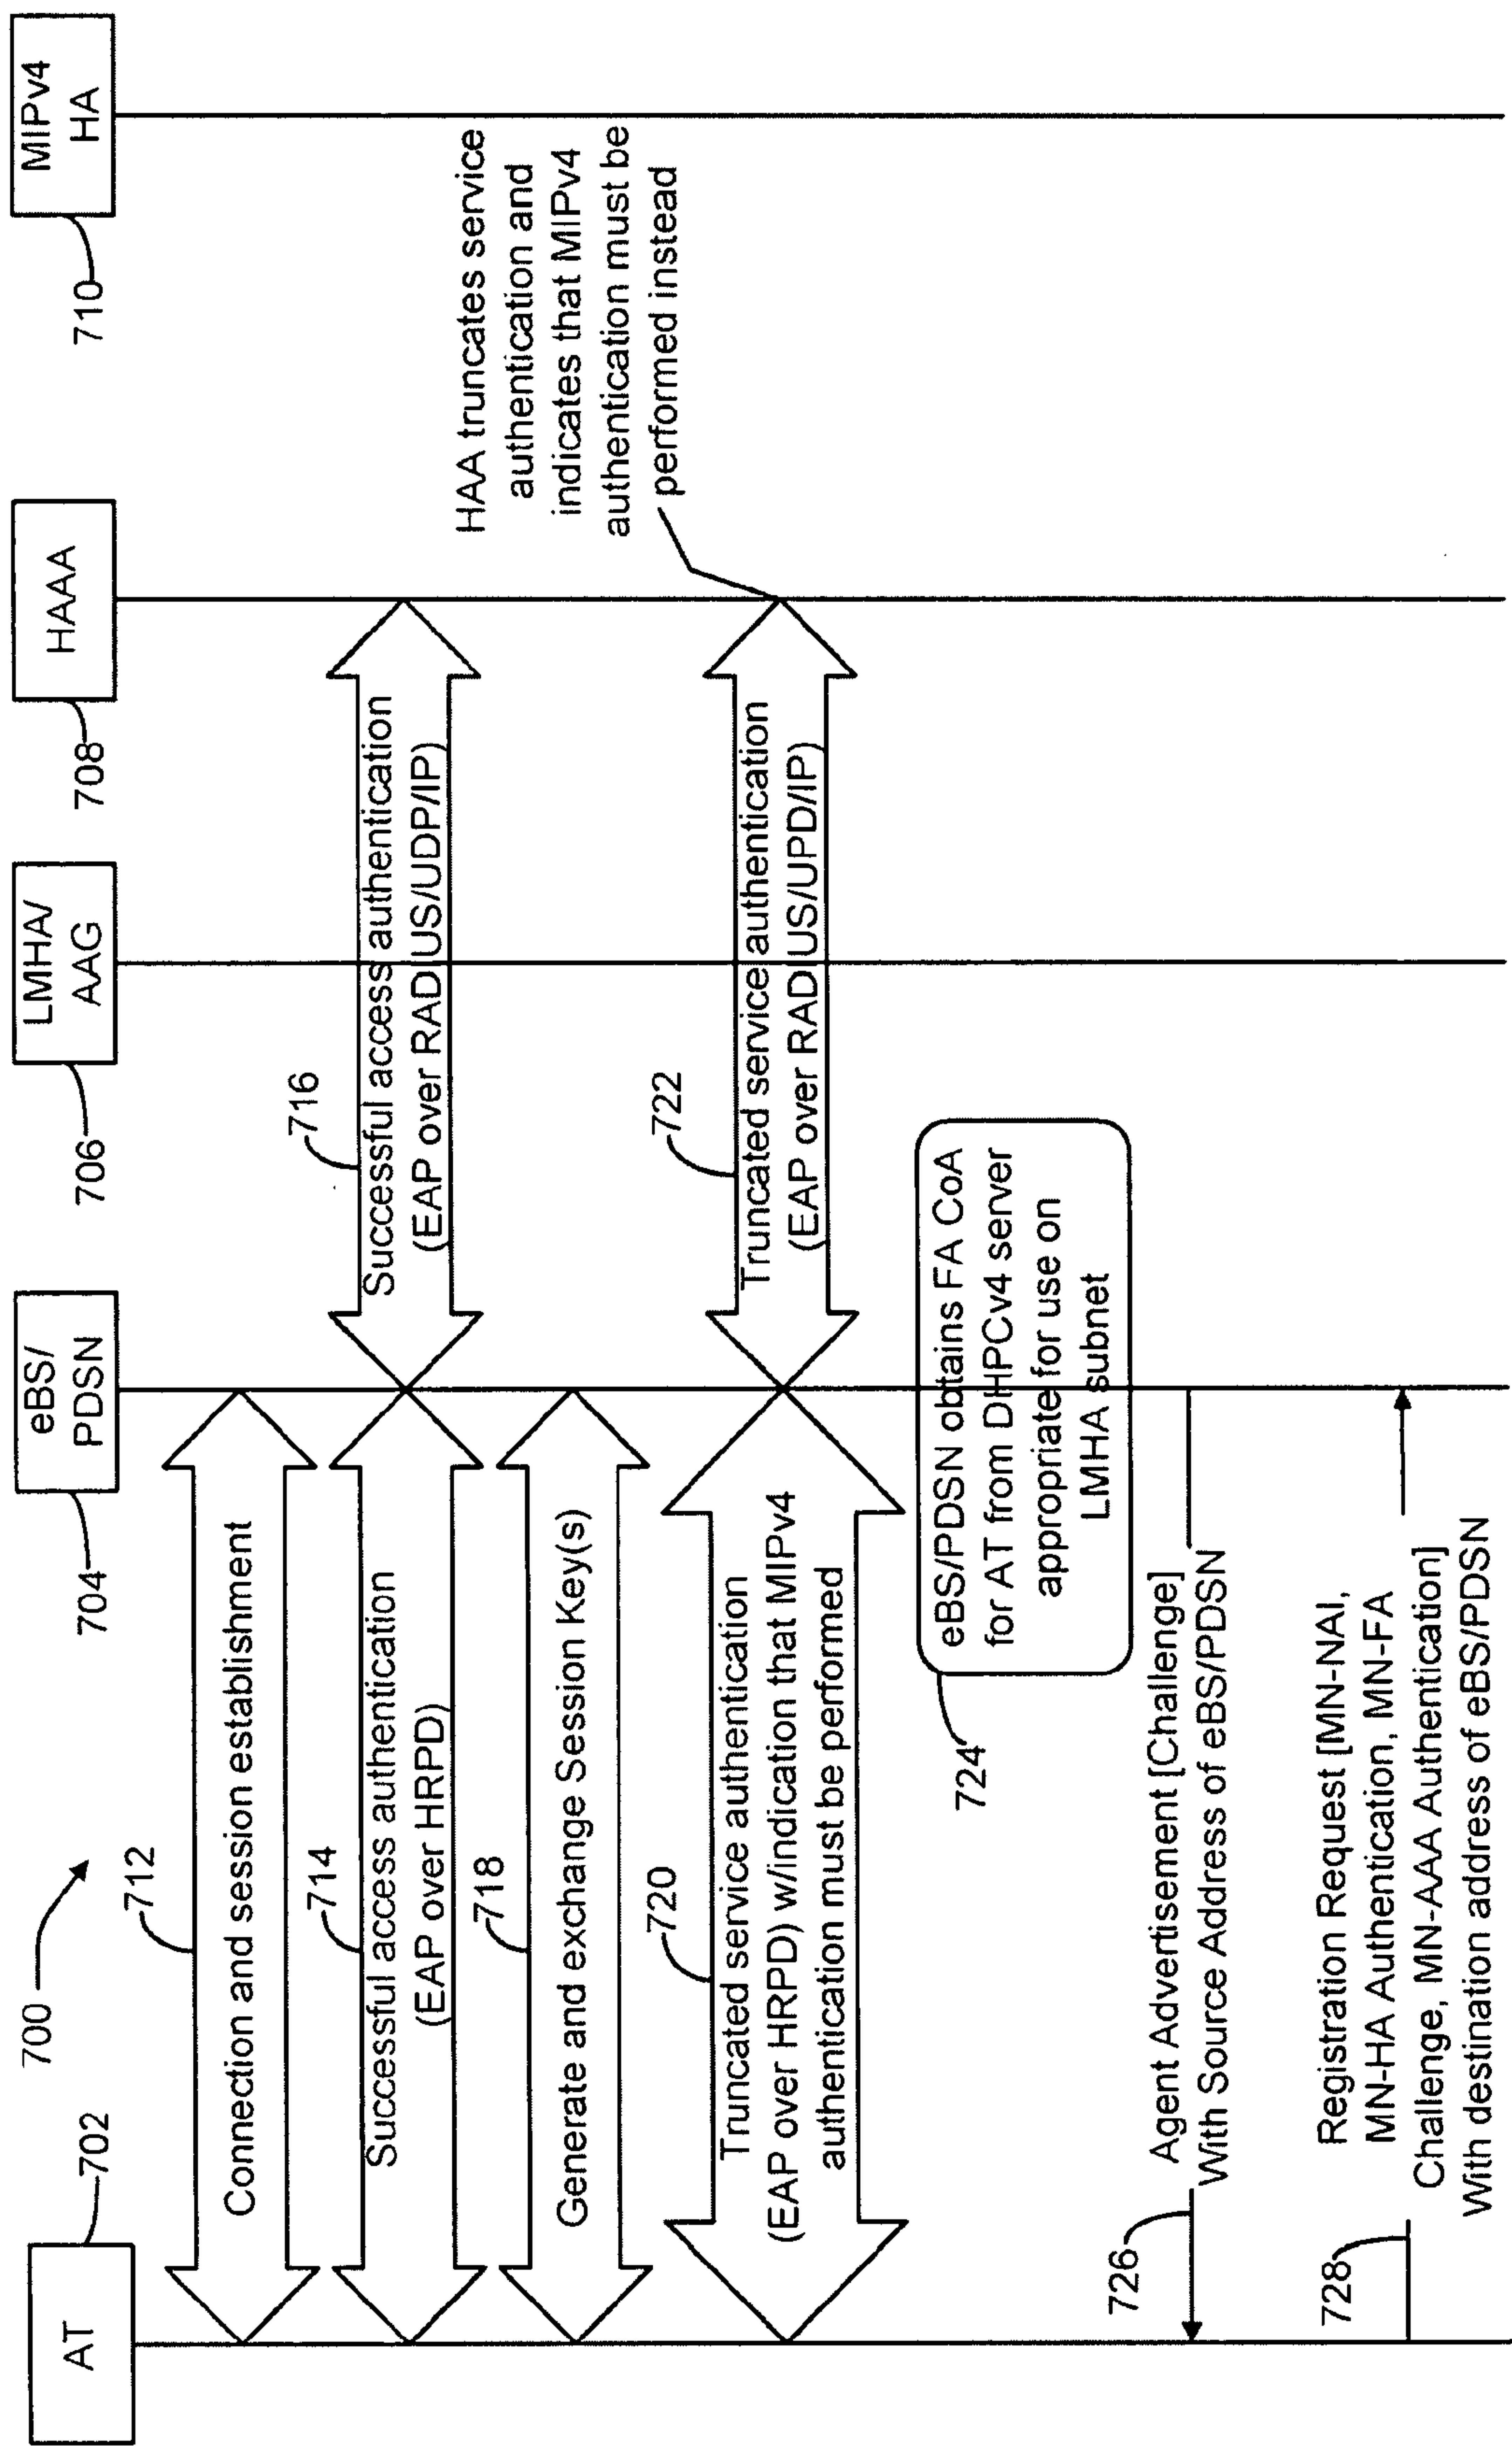 700
AT
702
eBS/
PDSN
704
LMHA/
AAG
706
HAAA
708
MIPv4
HA
710
712
Connection and session establishment
714
Successful access authentication
(EAP over HRPD)
716
Successful access authentication
(EAP over RADIUS/UDP/IP)
718
Generate and exchange Session Key(s)
720
Truncated service authentication
(EAP over HRPD) w/indication that MIPv4
authentication must be performed
722
Truncated service authentication
(EAP over RADIUS/UPD/IP)
HAA truncates service
authentication and
indicates that MIPv4
authentication must be
performed instead
eBS/PDSN obtains FA CoA
for AT from DHPCv4 server
appropriate for use on
LMHA subnet
724
726
Agent Advertisement [Challenge]
With Source Address of eBS/PDSN
728
Registration Request [MN-NAI,
MN-HA Authentication, MN-FA
Challenge, MN-AAA Authentication]
With destination address of eBS/PDSN